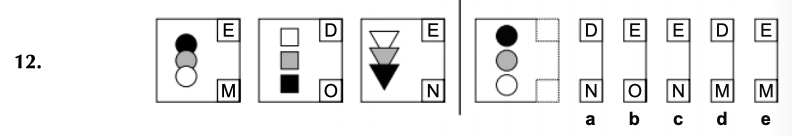 E D E D E E D E
12.
M O N N O N M M
a b c d e